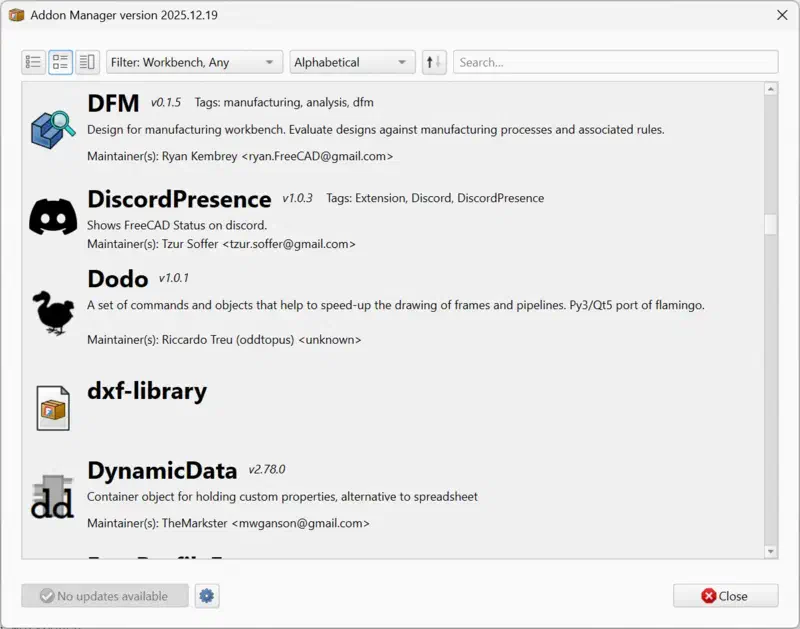 Addon Manager version 2025.12.19
Filter: Workbench, Any Alphabetical Search...
DFM v0.1.5 Tags: manufacturing, analysis, dfm
Design for manufacturing workbench. Evaluate designs against manufacturing processes and associated rules.
Maintainer(s): Ryan Kembrey <ryan.FreeCAD@gmail.com>
DiscordPresence v1.0.3 Tags: Extension, Discord, DiscordPresence
Shows FreeCAD Status on discord.
Maintainer(s): Tzur Soffer <tzur.soffer@gmail.com>
Dodo v1.0.1
A set of commands and objects that help to speed-up the drawing of frames and pipelines. Py3/Qt5 port of flamingo.
Maintainer(s): Riccardo Treu (oddtopus) <unknown>
dxf-library
DynamicData v2.78.0
dd
Container object for holding custom properties, alternative to spreadsheet
Maintainer(s): TheMarkster <mwganson@gmail.com>
No updates available Close